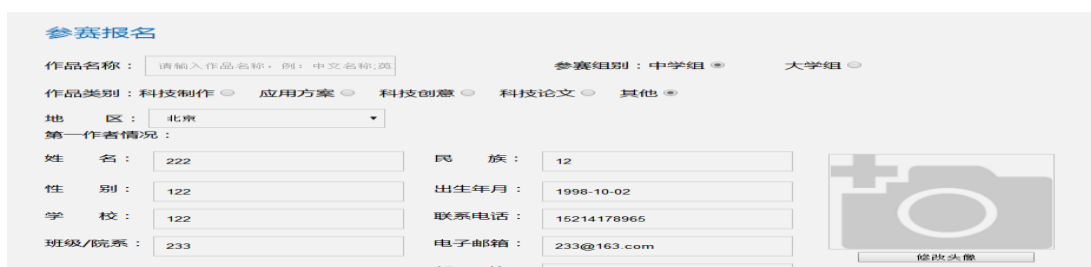 参赛报名
作品名称： 请输入作品名称，例：中文名称;英 参赛组别：中学组 大学组
作品类别：科技制作 应用方案 科技创意 科技论文 其他
地 区： 北京
第一作者情况：
姓 名： 222 民 族： 12
性 别： 122 出生年月： 1998-10-02
学 校： 122 联系电话： 15214178965
班级/院系： 233 电子邮箱： 233@163.com
修改头像